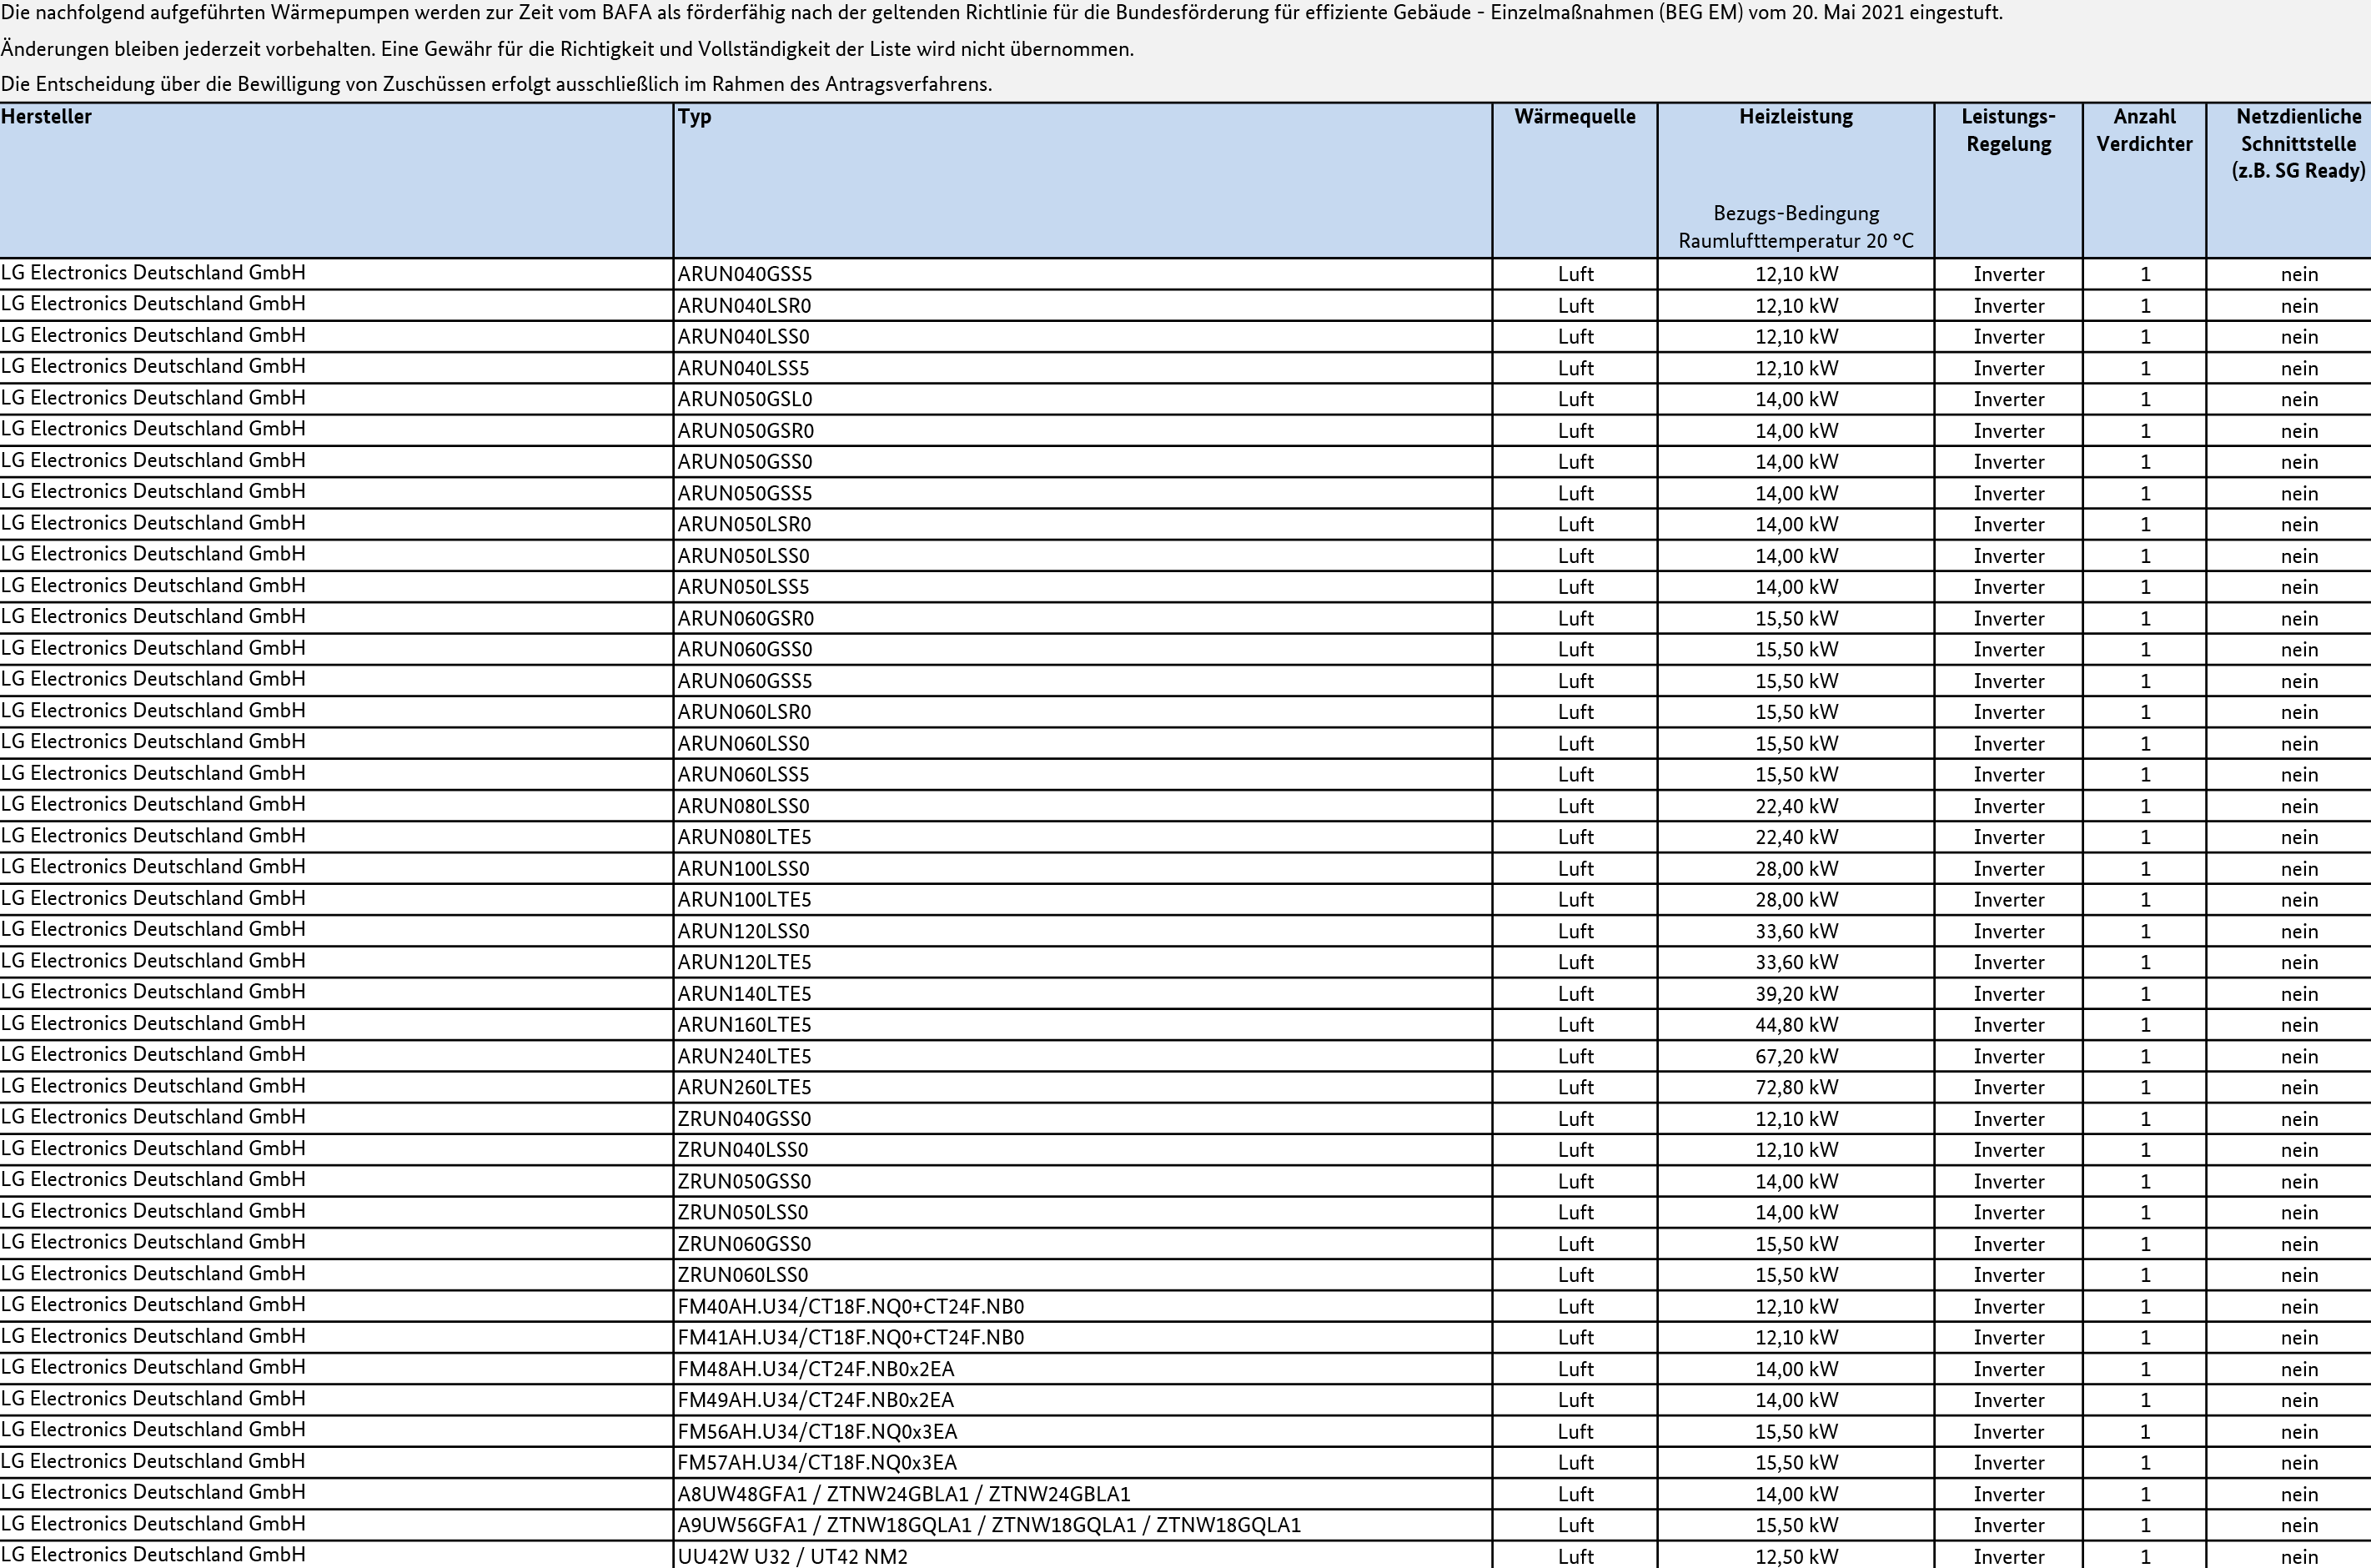 Die nachfolgend aufgeführten Wärmepumpen werden zur Zeit vom BAFA als förderfähig nach der geltenden Richtlinie für die Bundesförderung für effiziente Gebäude - Einzelmaßnahmen (BEG EM) vom 20. Mai 2021 eingestuft.
Änderungen bleiben jederzeit vorbehalten. Eine Gewähr für die Richtigkeit und Vollständigkeit der Liste wird nicht übernommen.
Die Entscheidung über die Bewilligung von Zuschüssen erfolgt ausschließlich im Rahmen des Antragsverfahrens.
Hersteller Typ Wärmequelle Heizleistung Leistungs- Anzahl Netzdienliche
Regelung Verdichter Schnittstelle
(z.B. SG Ready)
Bezugs-Bedingung
Raumlufttemperatur 20 °C
LG Electronics Deutschland GmbH ARUN040GSS5 Luft 12,10 kW Inverter 1 nein
LG Electronics Deutschland GmbH ARUN040LSR0 Luft 12,10 kW Inverter 1 nein
LG Electronics Deutschland GmbH ARUN040LSS0 Luft 12,10 kW Inverter 1 nein
LG Electronics Deutschland GmbH ARUN040LSS5 Luft 12,10 kW Inverter 1 nein
LG Electronics Deutschland GmbH ARUN050GSL0 Luft 14,00 kW Inverter 1 nein
LG Electronics Deutschland GmbH ARUN050GSR0 Luft 14,00 kW Inverter 1 nein
LG Electronics Deutschland GmbH ARUN050GSS0 Luft 14,00 kW Inverter 1 nein
LG Electronics Deutschland GmbH ARUN050GSS5 Luft 14,00 kW Inverter 1 nein
LG Electronics Deutschland GmbH ARUN050LSR0 Luft 14,00 kW Inverter 1 nein
LG Electronics Deutschland GmbH ARUN050LSS0 Luft 14,00 kW Inverter 1 nein
LG Electronics Deutschland GmbH ARUN050LSS5 Luft 14,00 kW Inverter 1 nein
LG Electronics Deutschland GmbH ARUN060GSR0 Luft 15,50 kW Inverter 1 nein
LG Electronics Deutschland GmbH ARUN060GSS0 Luft 15,50 kW Inverter 1 nein
LG Electronics Deutschland GmbH ARUN060GSS5 Luft 15,50 kW Inverter 1 nein
LG Electronics Deutschland GmbH ARUN060LSR0 Luft 15,50 kW Inverter 1 nein
LG Electronics Deutschland GmbH ARUN060LSS0 Luft 15,50 kW Inverter 1 nein
LG Electronics Deutschland GmbH ARUN060LSS5 Luft 15,50 kW Inverter 1 nein
LG Electronics Deutschland GmbH ARUN080LSS0 Luft 22,40 kW Inverter 1 nein
LG Electronics Deutschland GmbH ARUN080LTE5 Luft 22,40 kW Inverter 1 nein
LG Electronics Deutschland GmbH ARUN100LSS0 Luft 28,00 kW Inverter 1 nein
LG Electronics Deutschland GmbH ARUN100LTE5 Luft 28,00 kW Inverter 1 nein
LG Electronics Deutschland GmbH ARUN120LSS0 Luft 33,60 kW Inverter 1 nein
LG Electronics Deutschland GmbH ARUN120LTE5 Luft 33,60 kW Inverter 1 nein
LG Electronics Deutschland GmbH ARUN140LTE5 Luft 39,20 kW Inverter 1 nein
LG Electronics Deutschland GmbH ARUN160LTE5 Luft 44,80 kW Inverter 1 nein
LG Electronics Deutschland GmbH ARUN240LTE5 Luft 67,20 kW Inverter 1 nein
LG Electronics Deutschland GmbH ARUN260LTE5 Luft 72,80 kW Inverter 1 nein
LG Electronics Deutschland GmbH ZRUN040GSS0 Luft 12,10 kW Inverter 1 nein
LG Electronics Deutschland GmbH ZRUN040LSS0 Luft 12,10 kW Inverter 1 nein
LG Electronics Deutschland GmbH ZRUN050GSS0 Luft 14,00 kW Inverter 1 nein
LG Electronics Deutschland GmbH ZRUN050LSS0 Luft 14,00 kW Inverter 1 nein
LG Electronics Deutschland GmbH ZRUN060GSS0 Luft 15,50 kW Inverter 1 nein
LG Electronics Deutschland GmbH ZRUN060LSS0 Luft 15,50 kW Inverter 1 nein
LG Electronics Deutschland GmbH FM40AH.U34/CT18F.NQ0+CT24F.NB0 Luft 12,10 kW Inverter 1 nein
LG Electronics Deutschland GmbH FM41AH.U34/CT18F.NQ0+CT24F.NB0 Luft 12,10 kW Inverter 1 nein
LG Electronics Deutschland GmbH FM48AH.U34/CT24F.NB0x2EA Luft 14,00 kW Inverter 1 nein
LG Electronics Deutschland GmbH FM49AH.U34/CT24F.NB0x2EA Luft 14,00 kW Inverter 1 nein
LG Electronics Deutschland GmbH FM56AH.U34/CT18F.NQ0x3EA Luft 15,50 kW Inverter 1 nein
LG Electronics Deutschland GmbH FM57AH.U34/CT18F.NQ0x3EA Luft 15,50 kW Inverter 1 nein
LG Electronics Deutschland GmbH A8UW48GFA1 / ZTNW24GBLA1 / ZTNW24GBLA1 Luft 14,00 kW Inverter 1 nein
LG Electronics Deutschland GmbH A9UW56GFA1 / ZTNW18GQLA1 / ZTNW18GQLA1 / ZTNW18GQLA1 Luft 15,50 kW Inverter 1 nein
LG Electronics Deutschland GmbH UU42W U32 / UT42 NM2 Luft 12,50 kW Inverter 1 nein